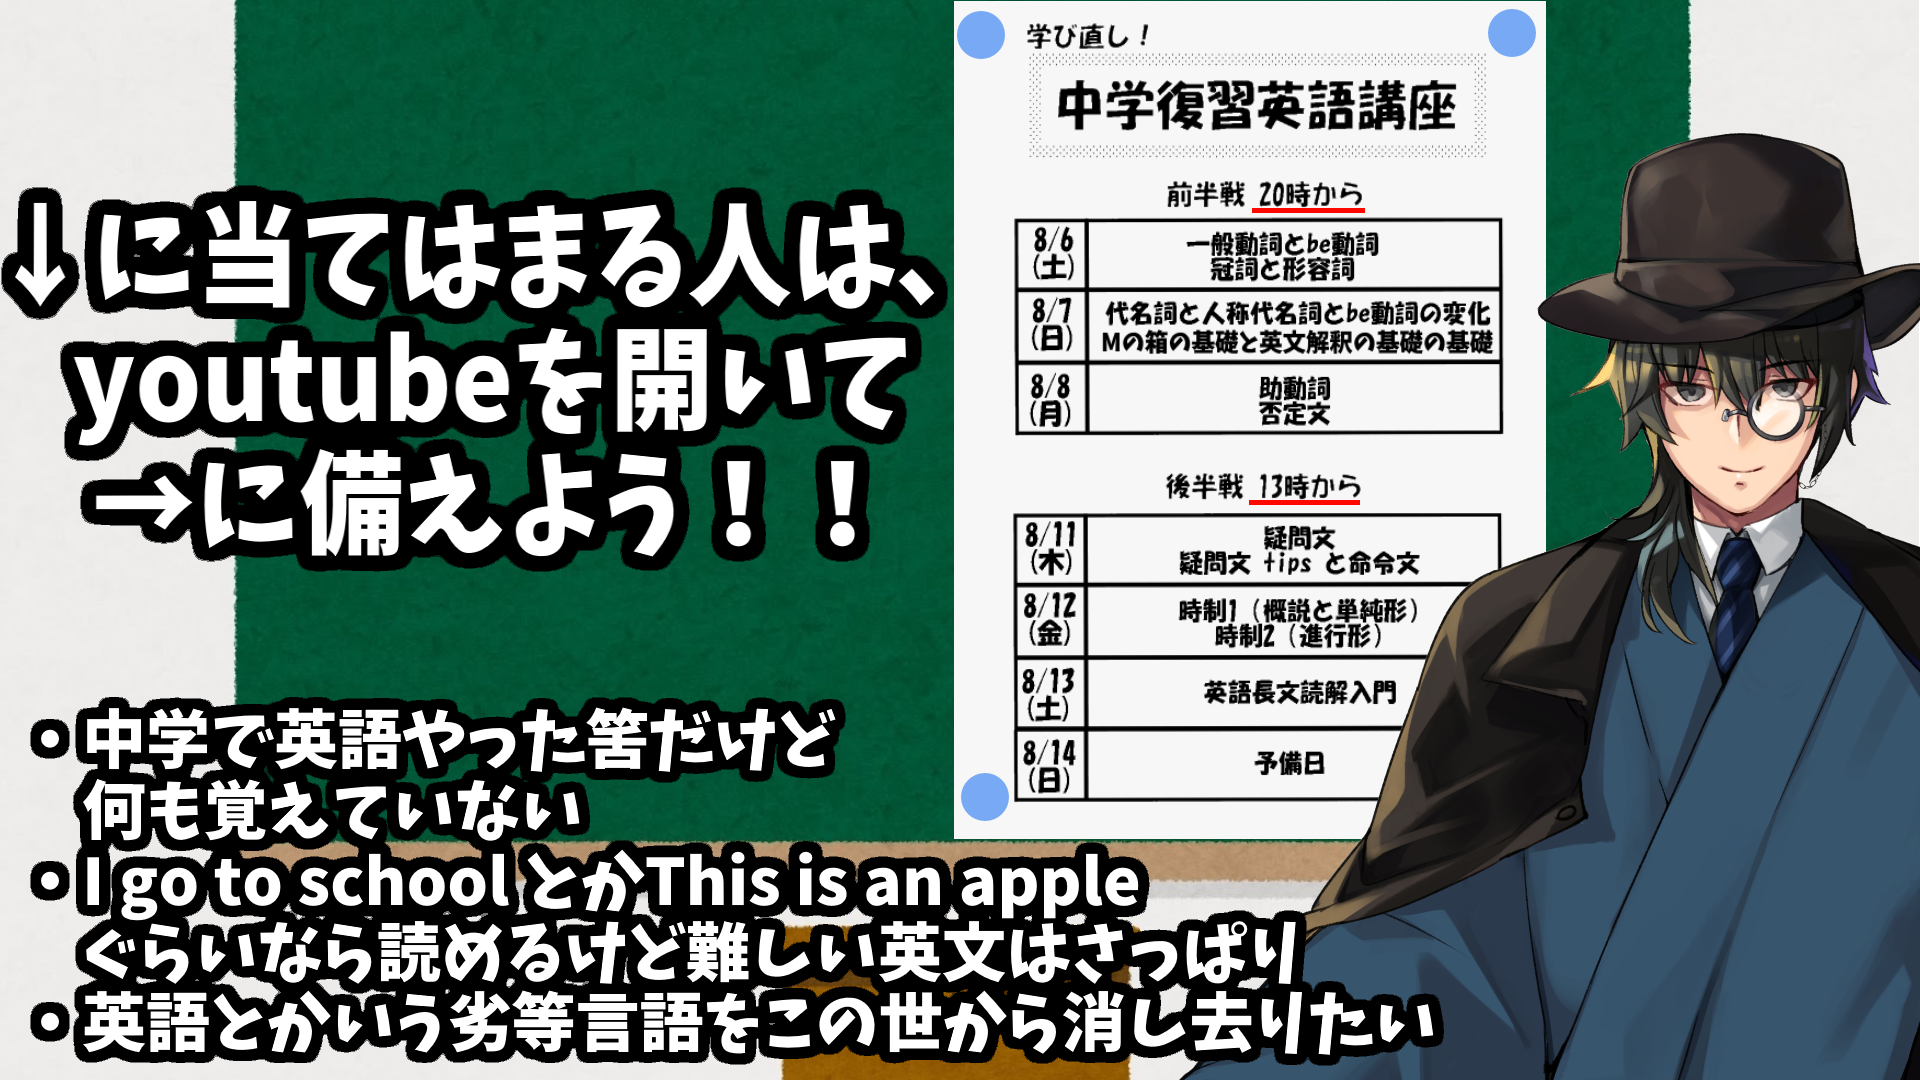 ↓に当てはまる人は、
youtubeを開いて
→に備えよう！！
・中学で英語やった筈だけど
何も覚えていない
・I go to school とかThis is an apple
ぐらいなら読めるけど難しい英文はさっぱり
・英語とかいう劣等言語をこの世から消し去りたい
学び直し！
中学復習英語講座
前半戦 20時から
8/6
(土)
一般動詞とbe動詞
冠詞と形容詞
8/7
(日)
代名詞と人称代名詞とbe動詞の変化
Mの箱の基礎と英文解釈の基礎の基礎
8/8
(月)
助動詞
否定文
後半戦 13時から
8/11
(木)
疑問文
疑問文 tips と命令文
8/12
(金)
時制1（概説と単純形）
時制2（進行形）
8/13
(土)
英語長文読解入門
8/14
(日)
予備日